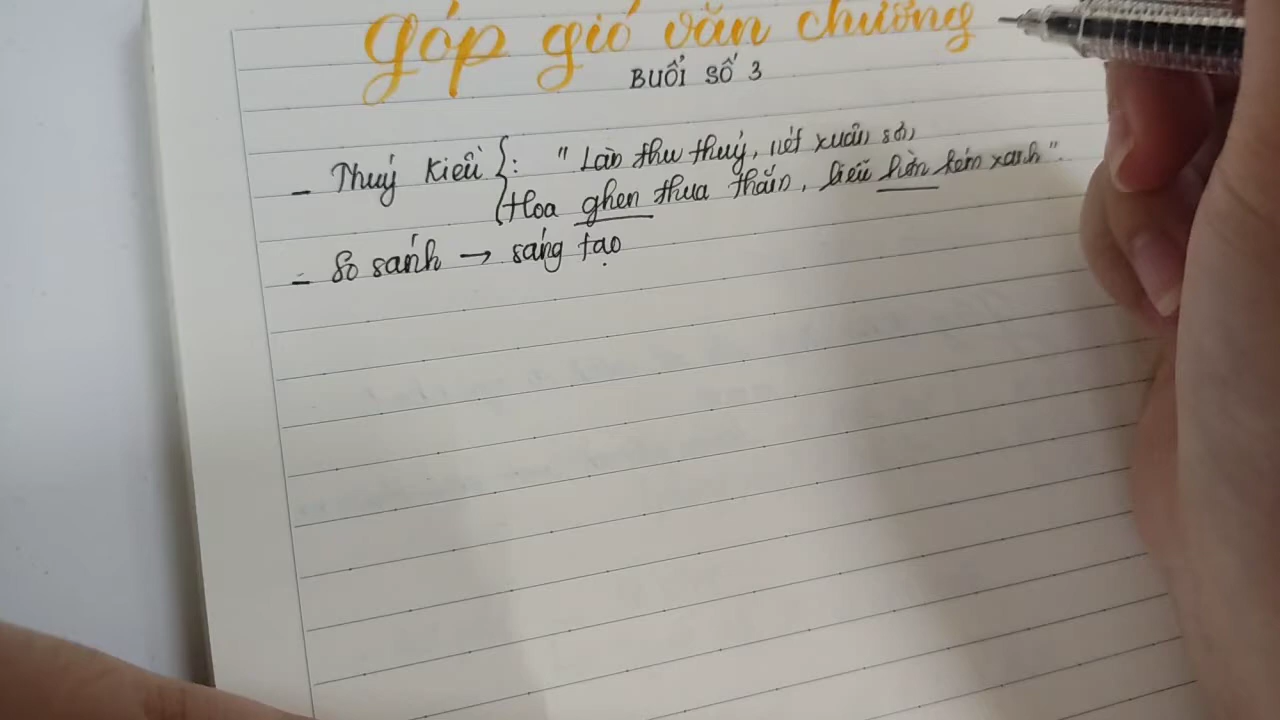 góp gió văn chương
BUỔI SỐ 3
- Thuý Kiều {: "Làn thu thuỷ, nét xuân sơn,
Hoa ghen thua thắm, liễu hờn kém xanh".
- So sánh → sáng tạo